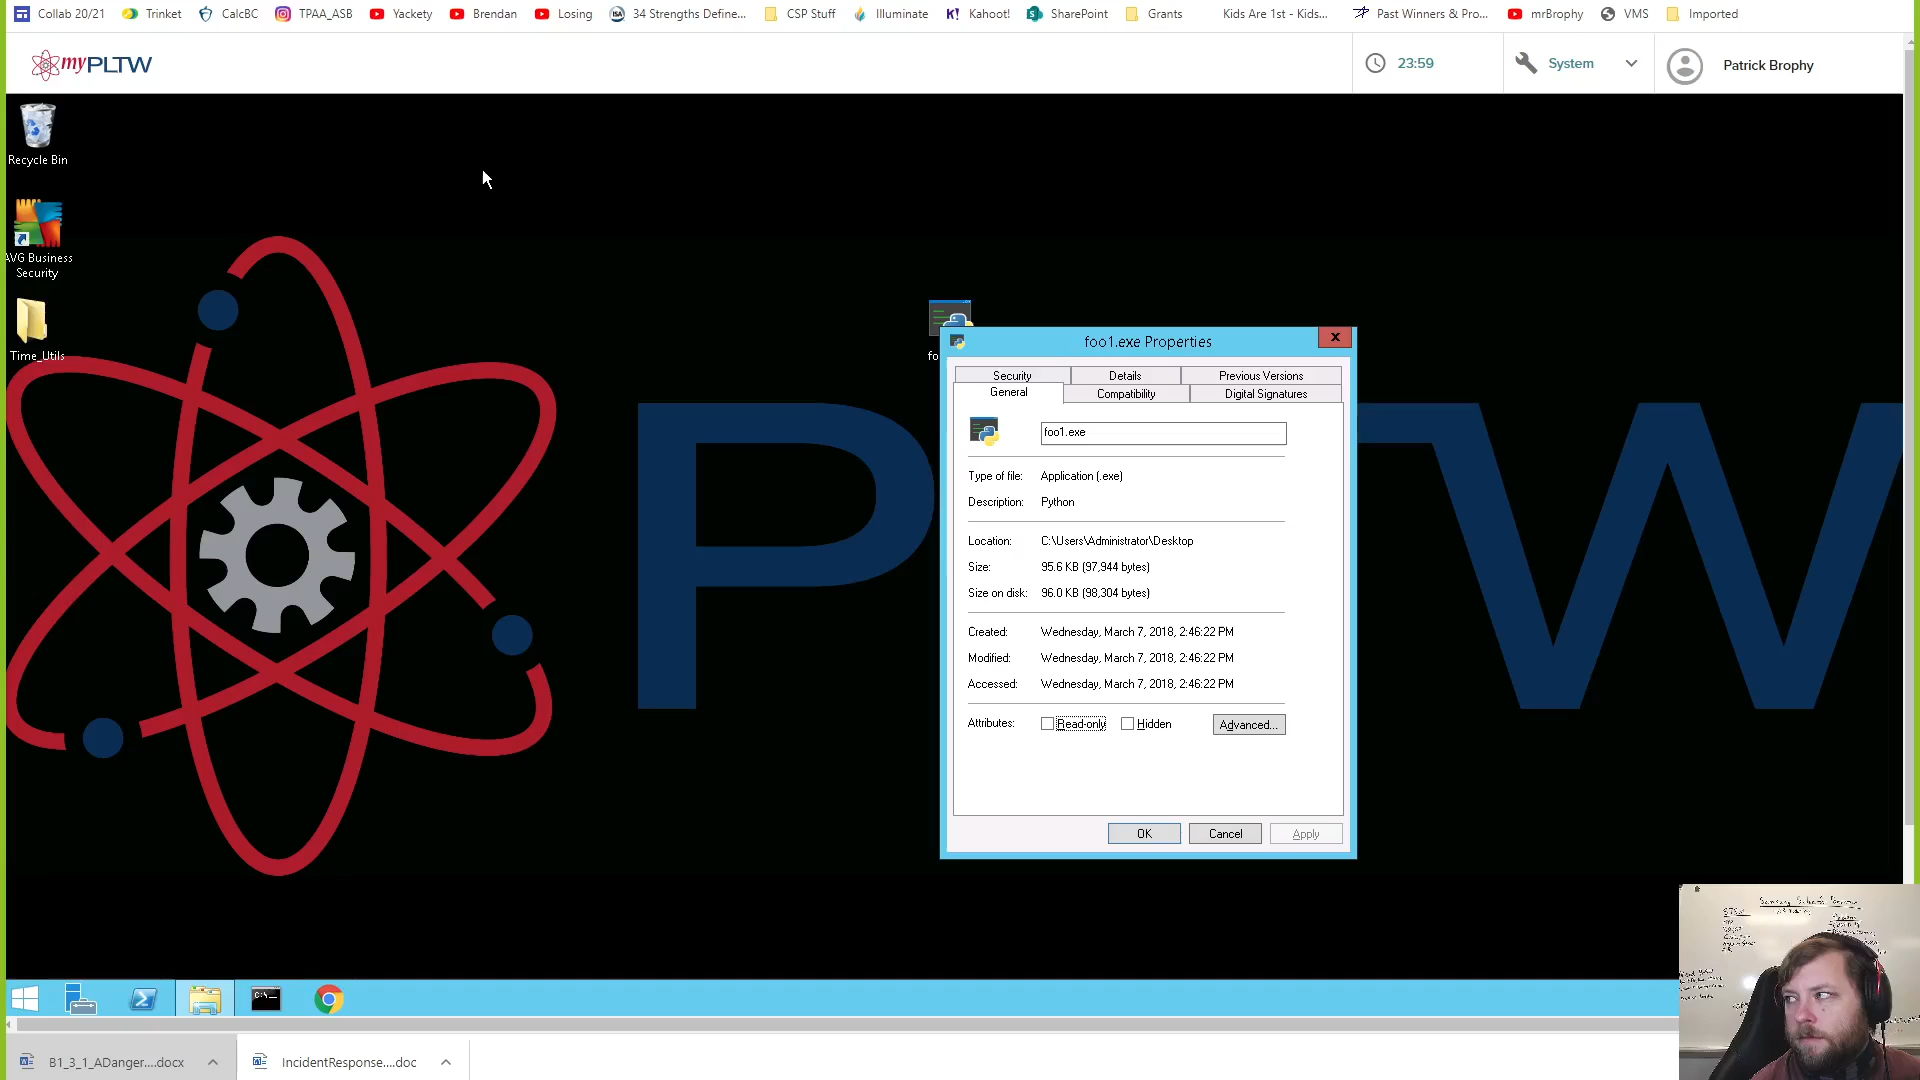 Collab 20/21 Trinket CalcBC TPAA_ASB Yackety Brendan Losing 34 Strengths Define... CSP Stuff Illuminate Kahoot! SharePoint Grants Kids Are 1st - Kids... Past Winners & Pro... mrBrophy VMS Imported
myPLTW 23:59 System Patrick Brophy
Recycle Bin
AVG Business
Security
Time_Utils
fo
P
W
foo1.exe Properties
x
Security Details Previous Versions
General Compatibility Digital Signatures
foo1.exe
Type of file: Application (.exe)
Description: Python
Location: C:\Users\Administrator\Desktop
Size: 95.6 KB (97,944 bytes)
Size on disk: 96.0 KB (98,304 bytes)
Created: Wednesday, March 7, 2018, 2:46:22 PM
Modified: Wednesday, March 7, 2018, 2:46:22 PM
Accessed: Wednesday, March 7, 2018, 2:46:22 PM
Attributes: Read-only Hidden Advanced...
OK Cancel Apply
B1_3_1_ADanger....docx IncidentResponse....doc